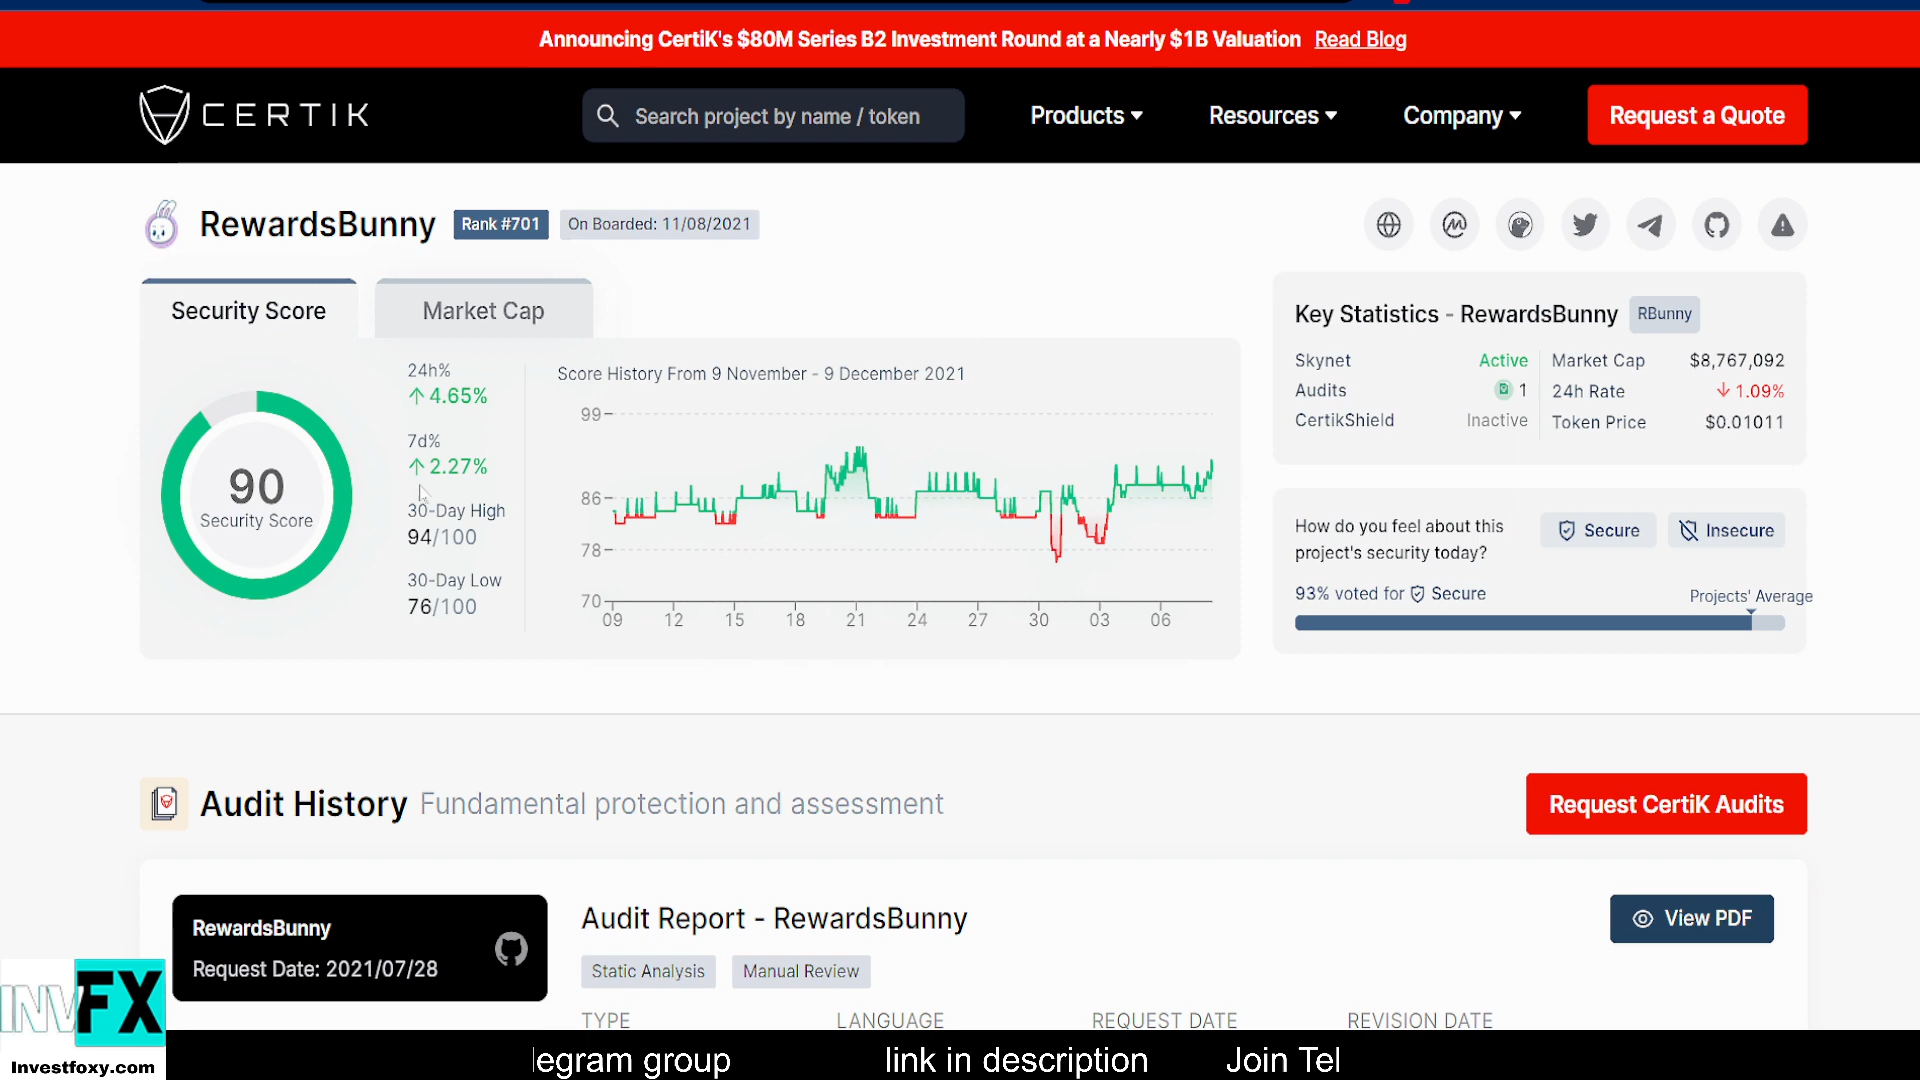 Announcing CertiK's $80M Series B2 Investment Round at a Nearly $1B Valuation Read Blog
CERTIK
Search project by name / token
Products
Resources
Company
Request a Quote
RewardsBunny
Rank #701
On Boarded: 11/08/2021
Security Score
Market Cap
90
Security Score
24h%
4.65%
7d%
2.27%
30-Day High
94/100
30-Day Low
76/100
Score History From 9 November - 9 December 2021
99
86
78
70
09 12 15 18 21 24 27 30 03 06
Key Statistics - RewardsBunny RBunny
Skynet Active
Audits 1
CertikShield Inactive
Market Cap $8,767,092
24h Rate 1.09%
Token Price $0.01011
How do you feel about this
project's security today?
Secure
Insecure
93% voted for Secure
Projects' Average
Audit History Fundamental protection and assessment
Request CertiK Audits
RewardsBunny
Request Date: 2021/07/28
Audit Report - RewardsBunny
View PDF
Static Analysis
Manual Review
TYPE LANGUAGE REQUEST DATE REVISION DATE
INVFX
Investfoxy.com
legram group link in description Join Tel